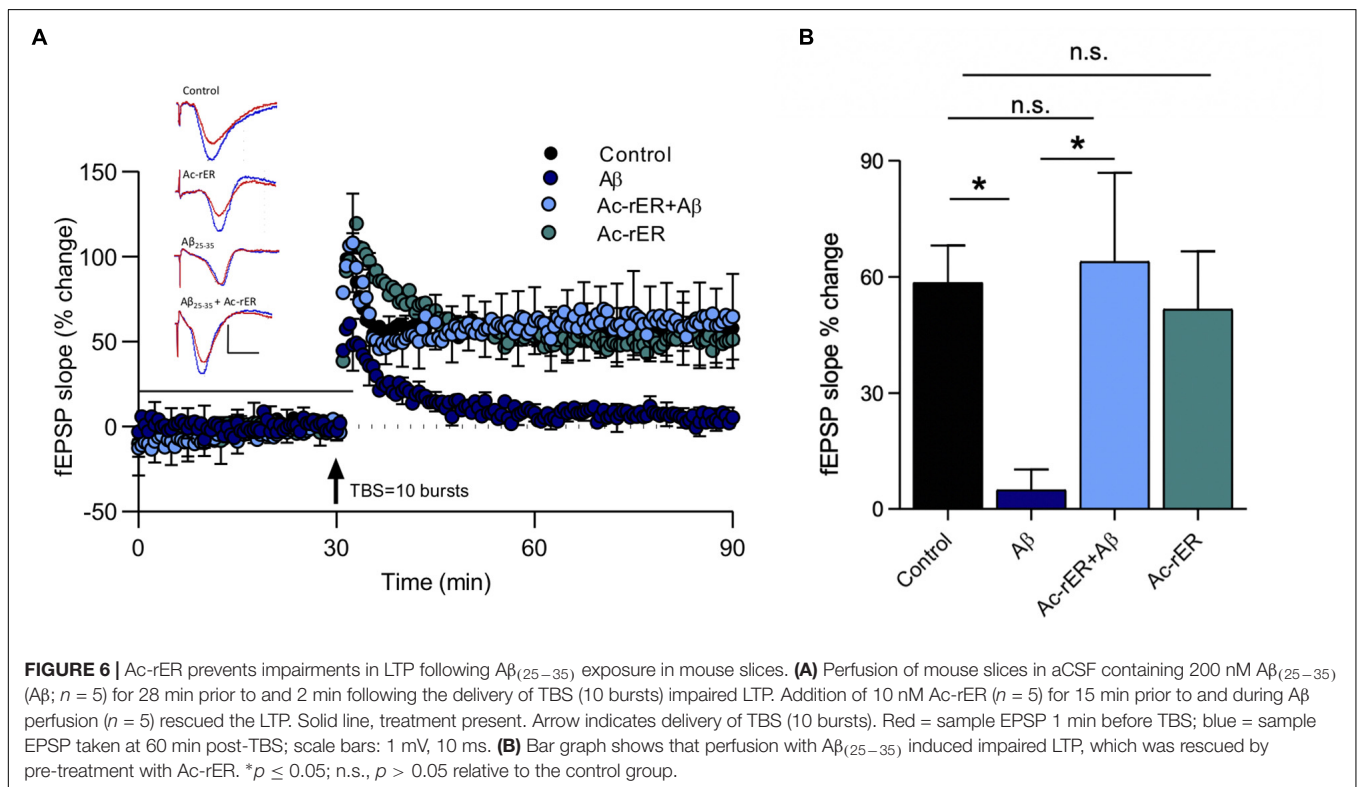 A
Control
Ac-rER
Aβ25-35
Aβ25-35 + Ac-rER
Control
Aβ
Ac-rER+Aβ
Ac-rER
fEPSP slope (% change)
150
100
50
0
-50
TBS=10 bursts
0
30
60
90
Time (min)
B
n.s.
n.s.
*
*
fEPSP slope % change
90
60
30
0
Control
Aβ
Ac-rER+Aβ
Ac-rER
FIGURE 6 | Ac-rER prevents impairments in LTP following Aβ(25−35) exposure in mouse slices. (A) Perfusion of mouse slices in aCSF containing 200 nM Aβ(25−35)
(Aβ; n = 5) for 28 min prior to and 2 min following the delivery of TBS (10 bursts) impaired LTP. Addition of 10 nM Ac-rER (n = 5) for 15 min prior to and during Aβ
perfusion (n = 5) rescued the LTP. Solid line, treatment present. Arrow indicates delivery of TBS (10 bursts). Red = sample EPSP 1 min before TBS; blue = sample
EPSP taken at 60 min post-TBS; scale bars: 1 mV, 10 ms. (B) Bar graph shows that perfusion with Aβ(25−35) induced impaired LTP, which was rescued by
pre-treatment with Ac-rER. *p ≤ 0.05; n.s., p > 0.05 relative to the control group.